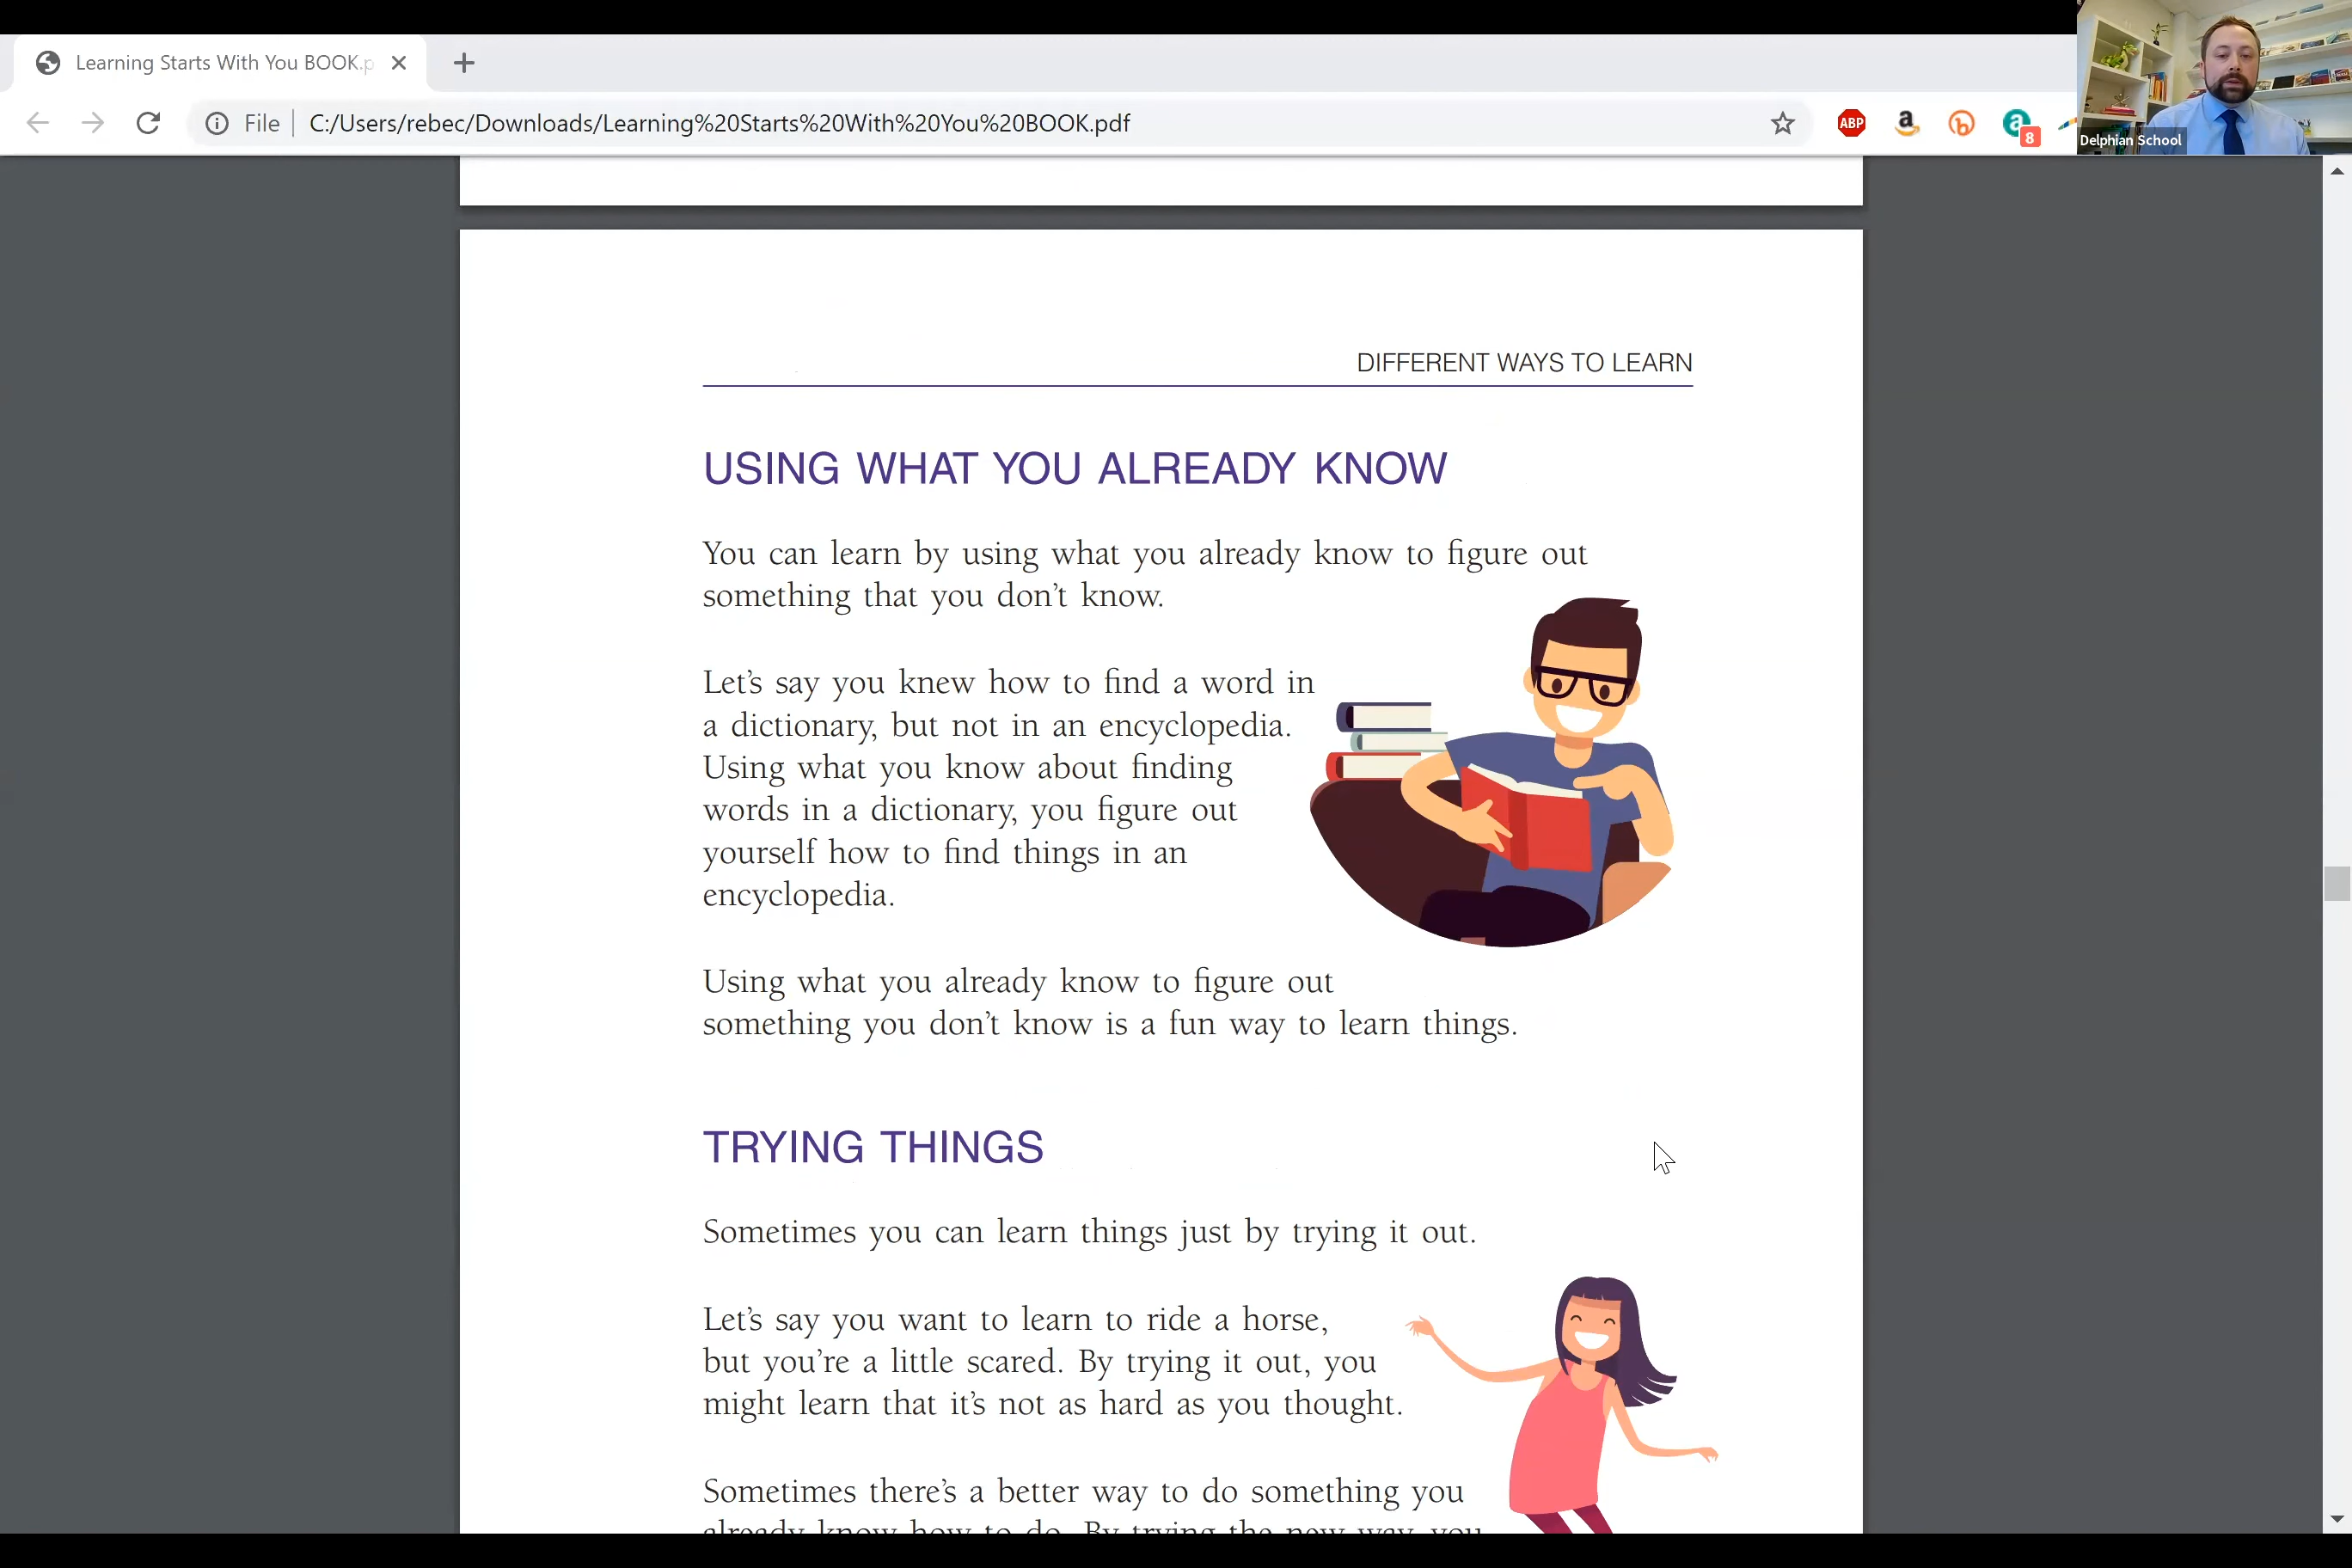 Learning Starts With You BOOK.p
File
C:/Users/rebec/Downloads/Learning%20Starts%20With%20You%20BOOK.pdf
ABP
a
b
a
8
Delphian School
DIFFERENT WAYS TO LEARN
USING WHAT YOU ALREADY KNOW
You can learn by using what you already know to figure out
something that you don't know.
Let's say you knew how to find a word in
a dictionary, but not in an encyclopedia.
Using what you know about finding
words in a dictionary, you figure out
yourself how to find things in an
encyclopedia.
Using what you already know to figure out
something you don't know is a fun way to learn things.
TRYING THINGS
Sometimes you can learn things just by trying it out.
Let's say you want to learn to ride a horse,
but you're a little scared. By trying it out, you
might learn that it's not as hard as you thought.
Sometimes there's a better way to do something you
already know how to do. By trying the new way, you